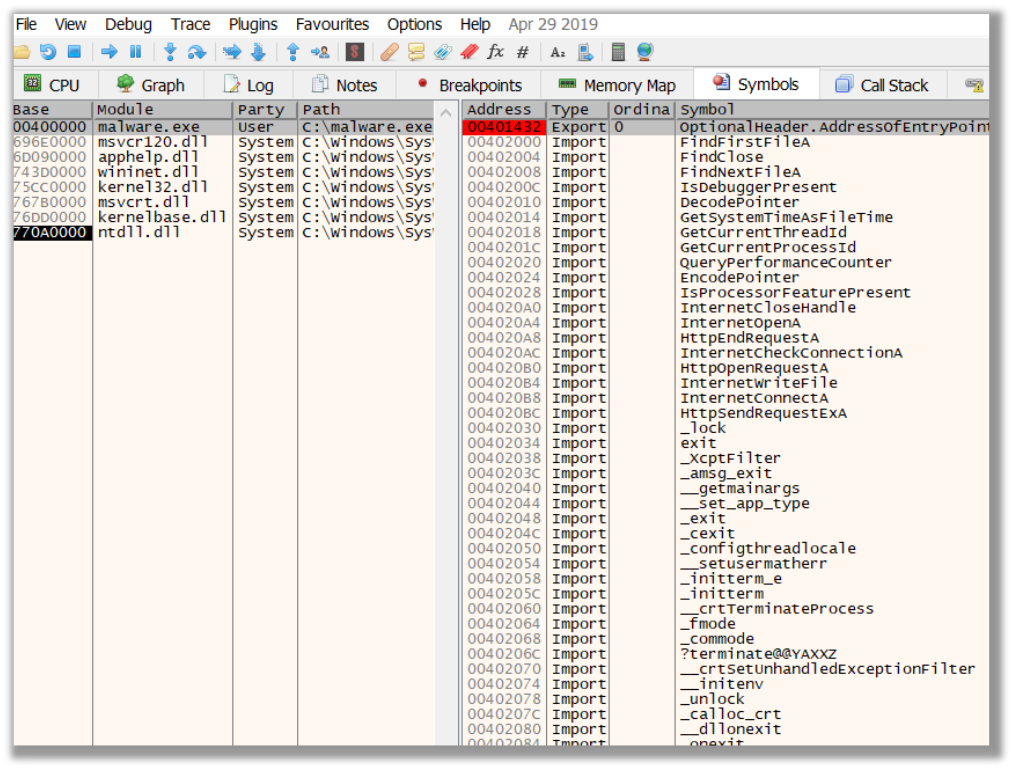 File View Debug Trace Plugins Favourites Options Help Apr 29 2019
CPU Graph Log Notes Breakpoints Memory Map Symbols Call Stack
Base Module Party Path
00400000 malware.exe User C:\malware.exe
696E0000 msvcr120.dll System C:\Windows\Sys
6D090000 apphelp.dll System C:\Windows\Sys
743D0000 wininet.dll System C:\Windows\Sys
75CC0000 kernel32.dll System C:\Windows\Sys
767B0000 msvcrt.dll System C:\Windows\Sys
76DD0000 kernelbase.dll System C:\Windows\Sys
770A0000 ntdll.dll System C:\Windows\Sys
Address Type Ordina Symbol
00401432 Export 0 OptionalHeader.AddressOfEntryPoint
00402000 Import FindFirstFileA
00402004 Import FindClose
00402008 Import FindNextFileA
0040200C Import IsDebuggerPresent
00402010 Import DecodePointer
00402014 Import GetSystemTimeAsFileTime
00402018 Import GetCurrentThreadId
0040201C Import GetCurrentProcessId
00402020 Import QueryPerformanceCounter
00402024 Import EncodePointer
00402028 Import IsProcessorFeaturePresent
004020A0 Import InternetCloseHandle
004020A4 Import InternetOpenA
004020A8 Import HttpEndRequestA
004020AC Import InternetCheckConnectionA
004020B0 Import HttpOpenRequestA
004020B4 Import InternetWriteFile
004020B8 Import InternetConnectA
004020BC Import HttpSendRequestExA
00402030 Import _lock
00402034 Import exit
00402038 Import _XcptFilter
0040203C Import _amsg_exit
00402040 Import __getmainargs
00402044 Import __set_app_type
00402048 Import _exit
0040204C Import _cexit
00402050 Import _configthreadlocale
00402054 Import __setusermatherr
00402058 Import _initterm_e
0040205C Import _initterm
00402060 Import __crtTerminateProcess
00402064 Import _fmode
00402068 Import _commode
0040206C Import ?terminate@@YAXXZ
00402070 Import __crtSetUnhandledExceptionFilter
00402074 Import __initenv
00402078 Import _unlock
0040207C Import _calloc_crt
00402080 Import __dllonexit
00402084 Import _onexit